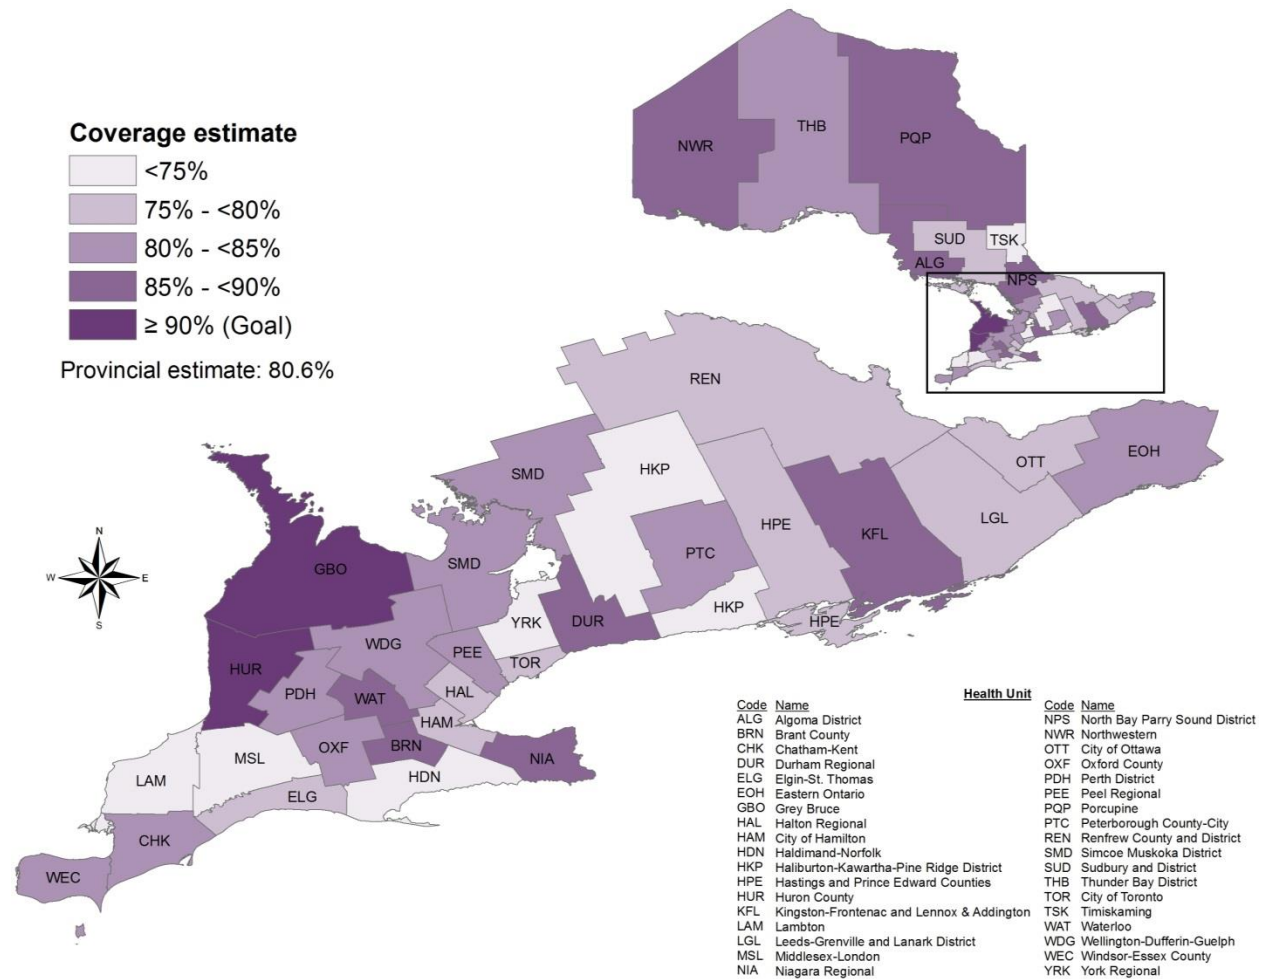 Coverage estimate
<75%
75% - <80%
80% - <85%
85% - <90%
≥ 90% (Goal)
Provincial estimate: 80.6%
THB
NWR
PQP
SUD
TSK
ALG
NPS
REN
SMD
HKP
OTT
EOH
HPE
KFL
LGL
PTC
GBO
SMD
HKP
YRK
DUR
HPE
WDG
PEE
TOR
HUR
PDH
WAT
HAL
HAM
MSL
OXF
BRN
NIA
LAM
HDN
ELG
CHK
WEC
N
W
E
S
Health Unit
Code Name
ALG Algoma District
BRN Brant County
CHK Chatham-Kent
DUR Durham Regional
ELG Elgin-St. Thomas
EOH Eastern Ontario
GBO Grey Bruce
HAL Halton Regional
HAM City of Hamilton
HDN Haldimand-Norfolk
HKP Haliburton-Kawartha-Pine Ridge District
HPE Hastings and Prince Edward Counties
HUR Huron County
KFL Kingston-Frontenac and Lennox & Addington
LAM Lambton
LGL Leeds-Grenville and Lanark District
MSL Middlesex-London
NIA Niagara Regional
Code Name
NPS North Bay Parry Sound District
NWR Northwestern
OTT City of Ottawa
OXF Oxford County
PDH Perth District
PEE Peel Regional
PQP Porcupine
PTC Peterborough County-City
REN Renfrew County and District
SMD Simcoe Muskoka District
SUD Sudbury and District
THB Thunder Bay District
TOR City of Toronto
TSK Timiskaming
WAT Waterloo
WDG Wellington-Dufferin-Guelph
WEC Windsor-Essex County
YRK York Regional